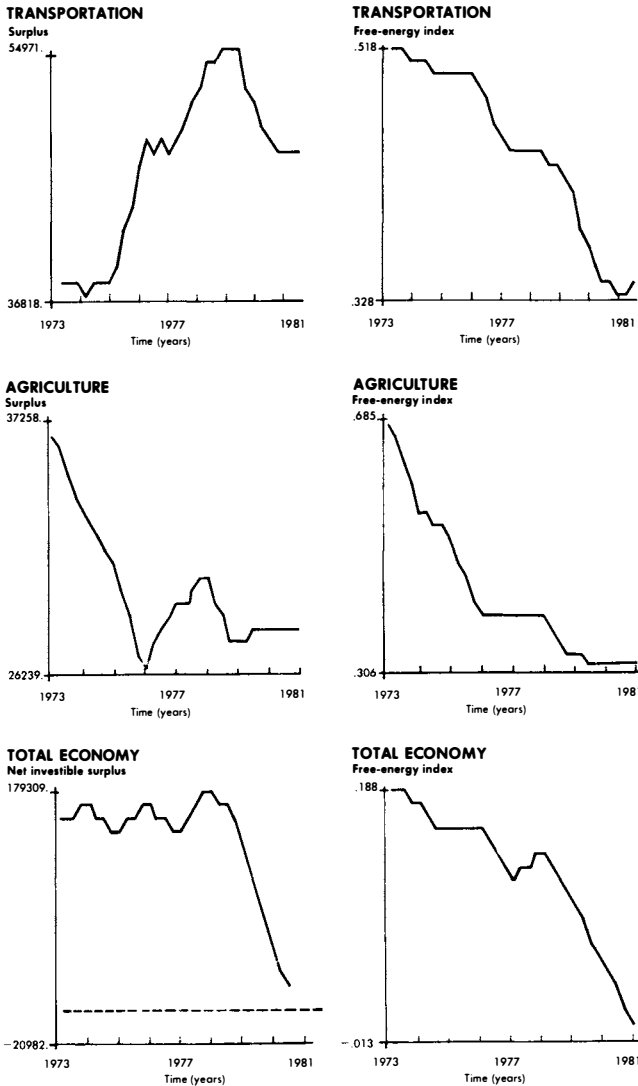 TRANSPORTATION
Surplus
54971.
36818.
1973 1977 1981
Time (years)
TRANSPORTATION
Free-energy index
.518
.328
1973 1977 1981
Time (years)
AGRICULTURE
Surplus
37258.
26239.
1973 1977 1981
Time (years)
AGRICULTURE
Free-energy index
.685
.306
1973 1977 1981
Time (years)
TOTAL ECONOMY
Net investible surplus
179309.
-20982.
1973 1977 1981
Time (years)
TOTAL ECONOMY
Free-energy index
.188
-.013
1973 1977 1981
Time (years)